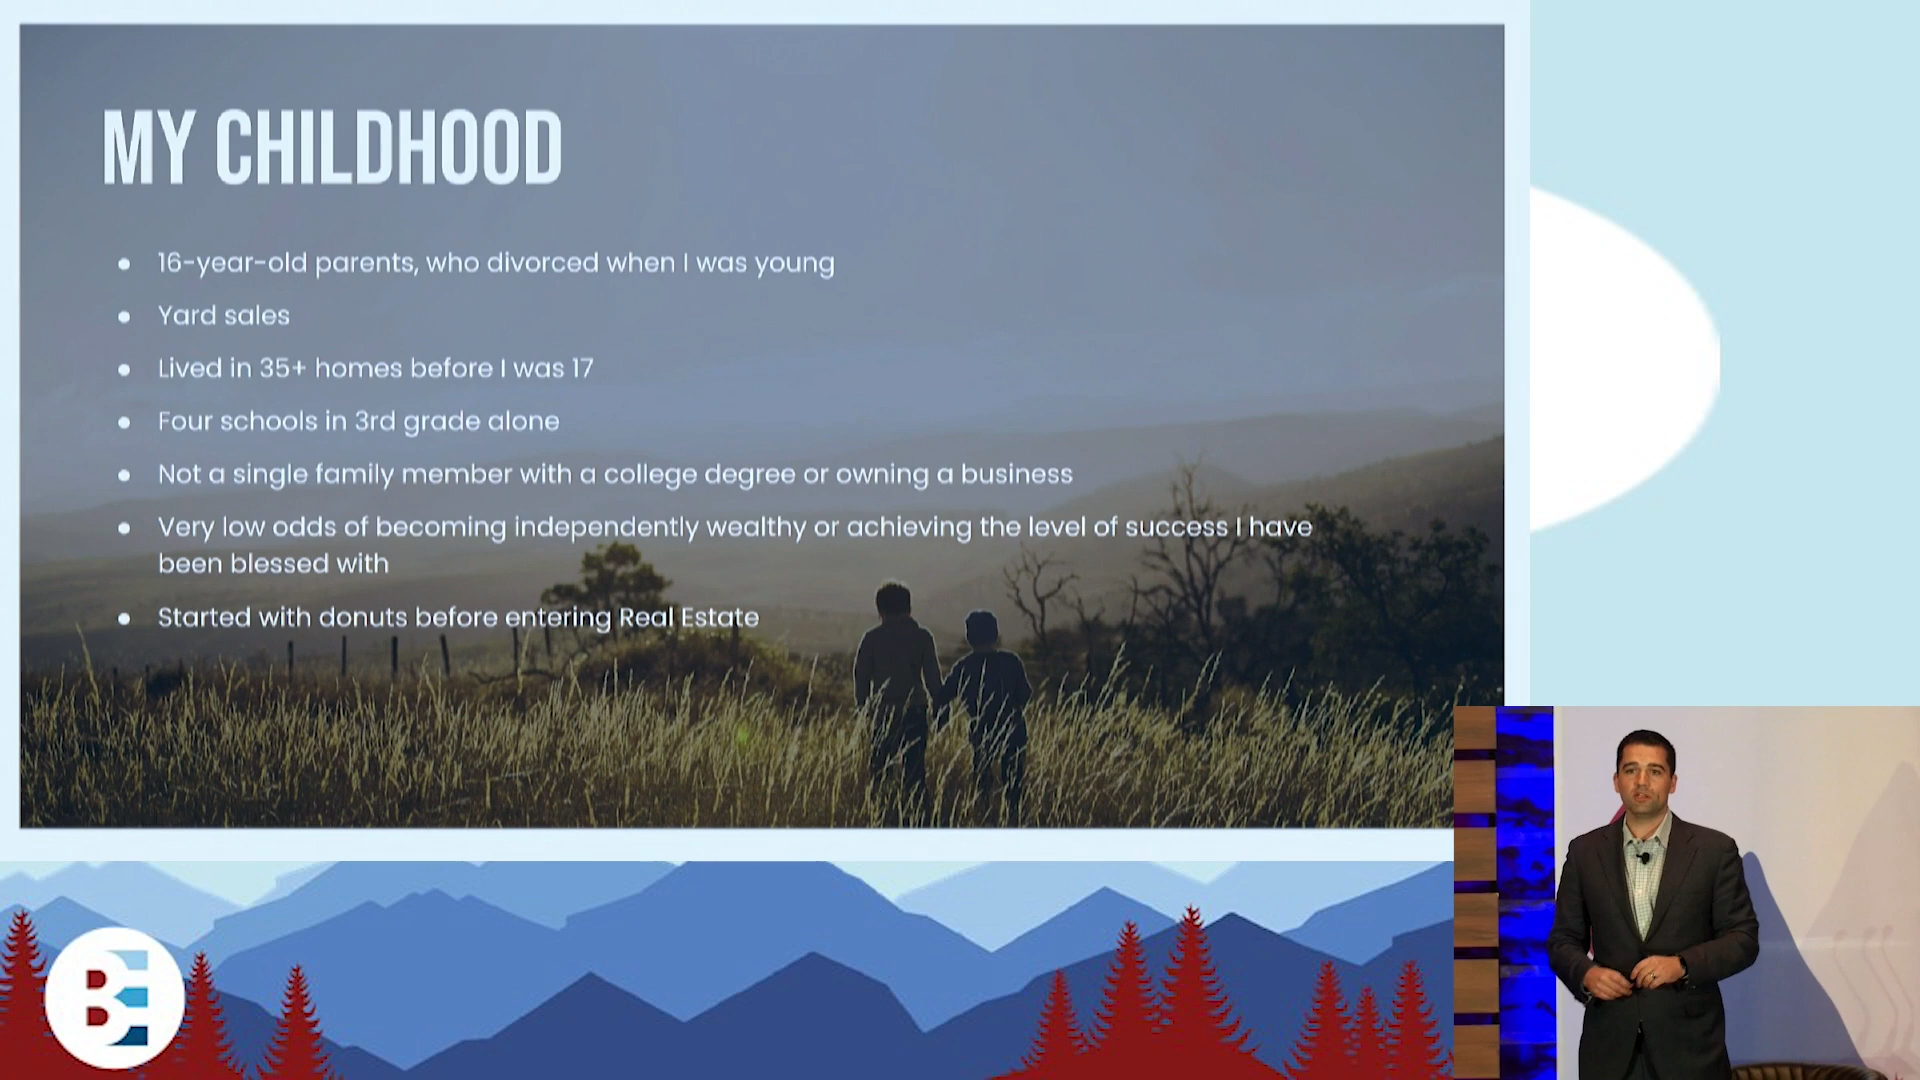 MY CHILDHOOD
16-year-old parents, who divorced when I was young
Yard sales
Lived in 35+ homes before I was 17
Four schools in 3rd grade alone
Not a single family member with a college degree or owning a business
Very low odds of becoming independently wealthy or achieving the level of success I have
been blessed with
Started with donuts before entering Real Estate
BE